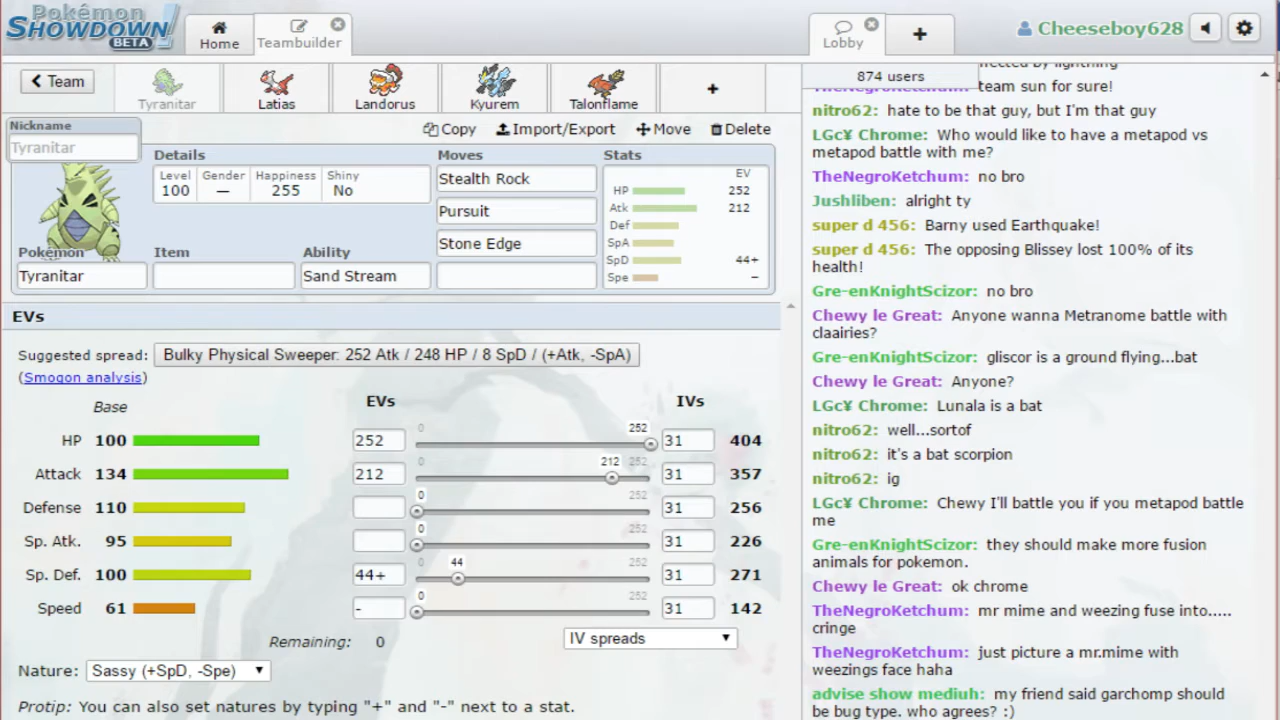 Pokémon
SHOWDOWN!
BETA
Home
Teambuilder
Lobby
Cheeseboy628
Team
Tyranitar
Latias
Landorus
Kyurem
Talonflame
874 users
Nickname
Tyranitar
Copy
Import/Export
Move
Delete
Details
Moves
Stats
Level
100
Gender
—
Happiness
255
Shiny
No
Stealth Rock
Pursuit
Stone Edge
EV
HP 252
Atk 212
Def
SpA
SpD 44+
Spe –
Pokémon
Tyranitar
Item
Ability
Sand Stream
EVs
Suggested spread: Bulky Physical Sweeper: 252 Atk / 248 HP / 8 SpD / (+Atk, -SpA)
(Smogon analysis)
Base EVs IVs
HP 100 252 0 252 31 404
Attack 134 212 0 212 252 31 357
Defense 110 0 252 31 256
Sp. Atk. 95 0 252 31 226
Sp. Def. 100 44+ 0 44 252 31 271
Speed 61 - 0 252 31 142
Remaining: 0
IV spreads
Nature: Sassy (+SpD, -Spe)
Protip: You can also set natures by typing "+" and "-" next to a stat.
by lightning
TheNegroKetchum: team sun for sure!
nitro62: hate to be that guy, but I'm that guy
LGc¥ Chrome: Who would like to have a metapod vs
metapod battle with me?
TheNegroKetchum: no bro
Jushliben: alright ty
super d 456: Barny used Earthquake!
super d 456: The opposing Blissey lost 100% of its
health!
Gre-enKnightScizor: no bro
Chewy le Great: Anyone wanna Metranome battle with
claairies?
Gre-enKnightScizor: gliscor is a ground flying...bat
Chewy le Great: Anyone?
LGc¥ Chrome: Lunala is a bat
nitro62: well...sortof
nitro62: it's a bat scorpion
nitro62: ig
LGc¥ Chrome: Chewy I'll battle you if you metapod battle
me
Gre-enKnightScizor: they should make more fusion
animals for pokemon.
Chewy le Great: ok chrome
TheNegroKetchum: mr mime and weezing fuse into.....
cringe
TheNegroKetchum: just picture a mr.mime with
weezings face haha
advise show mediuh: my friend said garchomp should
be bug type. who agrees? :)